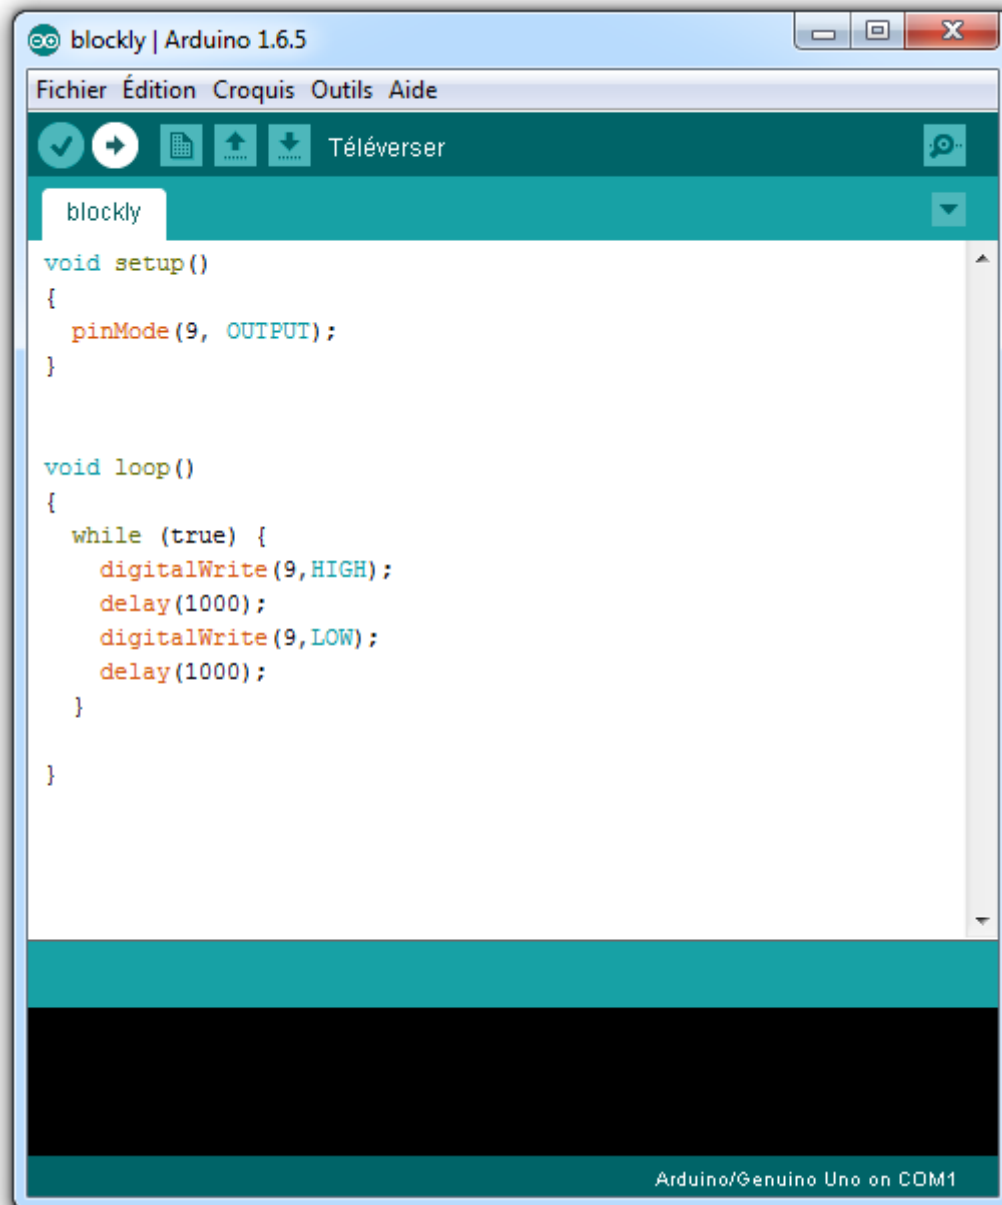 blockly | Arduino 1.6.5
Fichier Édition Croquis Outils Aide
Téléverser
blockly
void setup()
{
  pinMode(9, OUTPUT);
}
void loop()
{
  while (true) {
    digitalWrite(9,HIGH);
    delay(1000);
    digitalWrite(9,LOW);
    delay(1000);
  }
}
Arduino/Genuino Uno on COM1